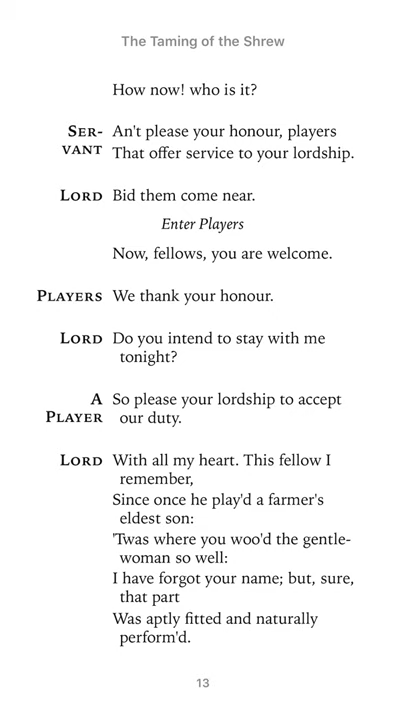 The Taming of the Shrew
How now! who is it?
SER- An't please your honour, players
VANT That offer service to your lordship.
LORD Bid them come near.
Enter Players
Now, fellows, you are welcome.
PLAYERS We thank your honour.
LORD Do you intend to stay with me
tonight?
A So please your lordship to accept
PLAYER our duty.
LORD With all my heart. This fellow I
remember,
Since once he play'd a farmer's
eldest son:
'Twas where you woo'd the gentle-
woman so well:
I have forgot your name; but, sure,
that part
Was aptly fitted and naturally
perform'd.
13